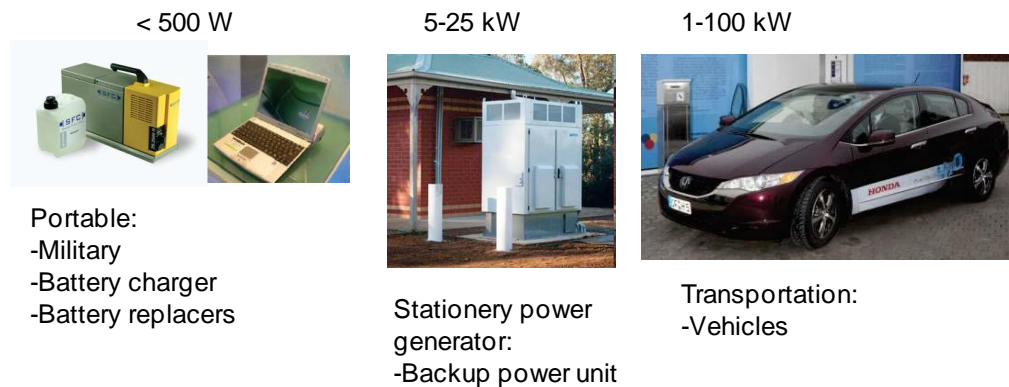 < 500 W
5-25 kW
1-100 kW
SFC
SFC
HONDA
Portable:
-Military
-Battery charger
-Battery replacers
Stationery power
generator:
-Backup power unit
Transportation:
-Vehicles